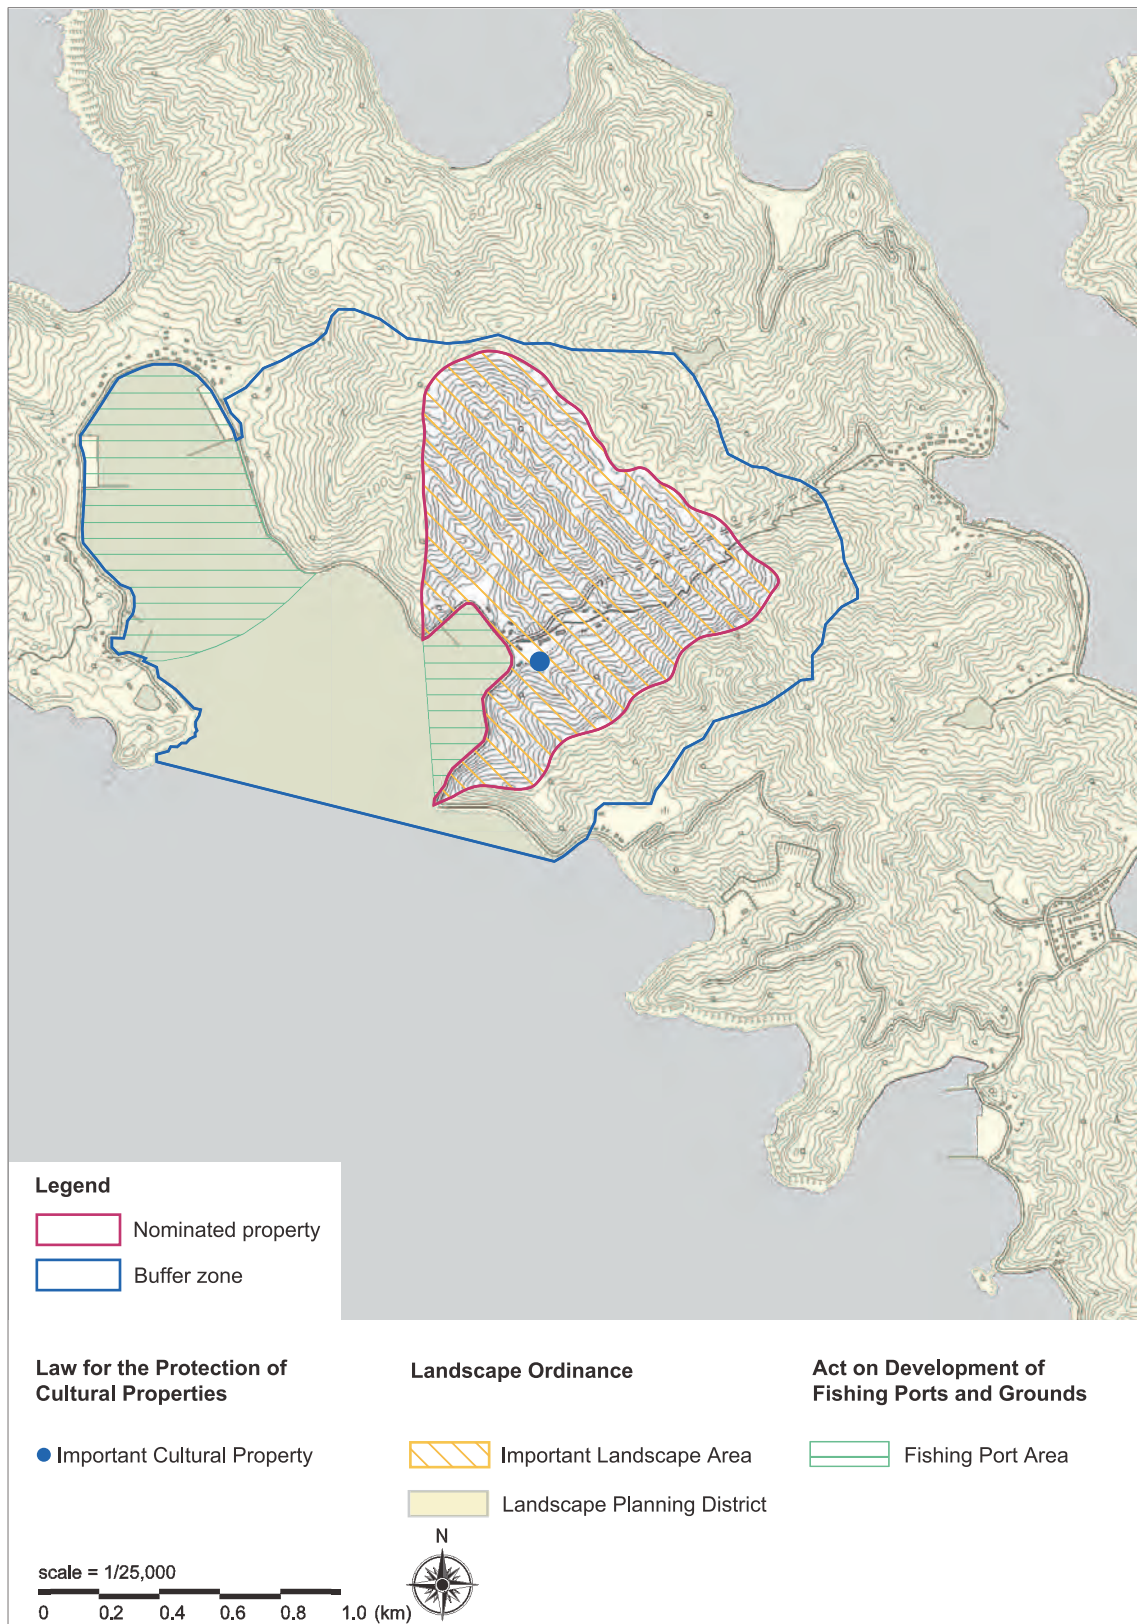 Legend
Nominated property
Buffer zone
Law for the Protection of
Cultural Properties
Important Cultural Property
Landscape Ordinance
Important Landscape Area
Landscape Planning District
Act on Development of
Fishing Ports and Grounds
Fishing Port Area
N
scale = 1/25,000
0 0.2 0.4 0.6 0.8 1.0 (km)